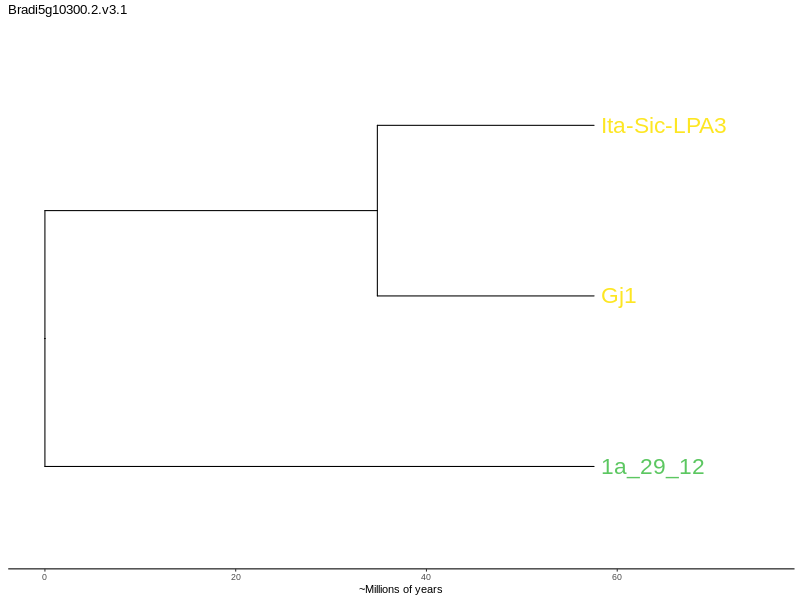 Bradi5g10300.2.v3.1
Ita-Sic-LPA3
Gj1
1a_29_12
0 20 40 60
~Millions of years